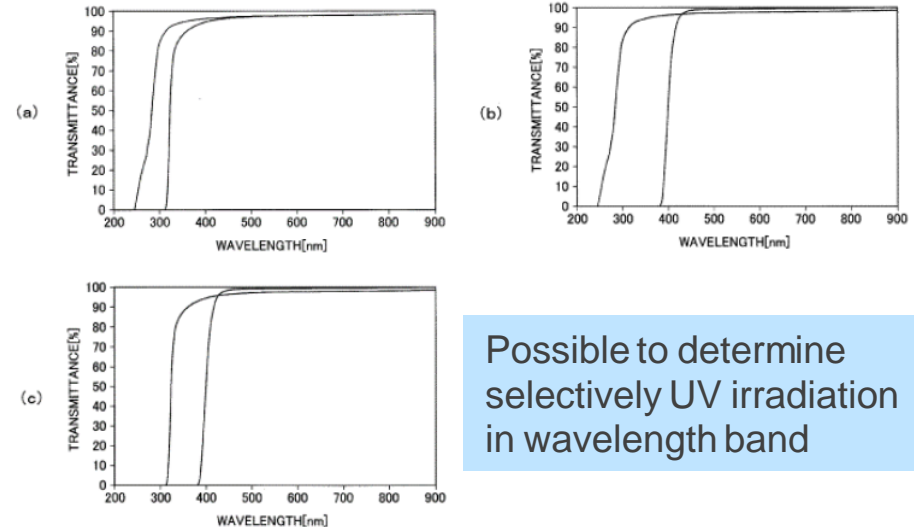 (a)
TRANSMITTANCE[%]
100
90
80
70
60
50
40
30
20
10
0
200 300 400 500 600 700 800 900
WAVELENGTH[nm]
(b)
TRANSMITTANCE[%]
100
90
80
70
60
50
40
30
20
10
0
200 300 400 500 600 700 800 900
WAVELENGTH[nm]
(c)
TRANSMITTANCE[%]
100
90
80
70
60
50
40
30
20
10
0
200 300 400 500 600 700 800 900
WAVELENGTH[nm]
Possible to determine
selectively UV irradiation
in wavelength band